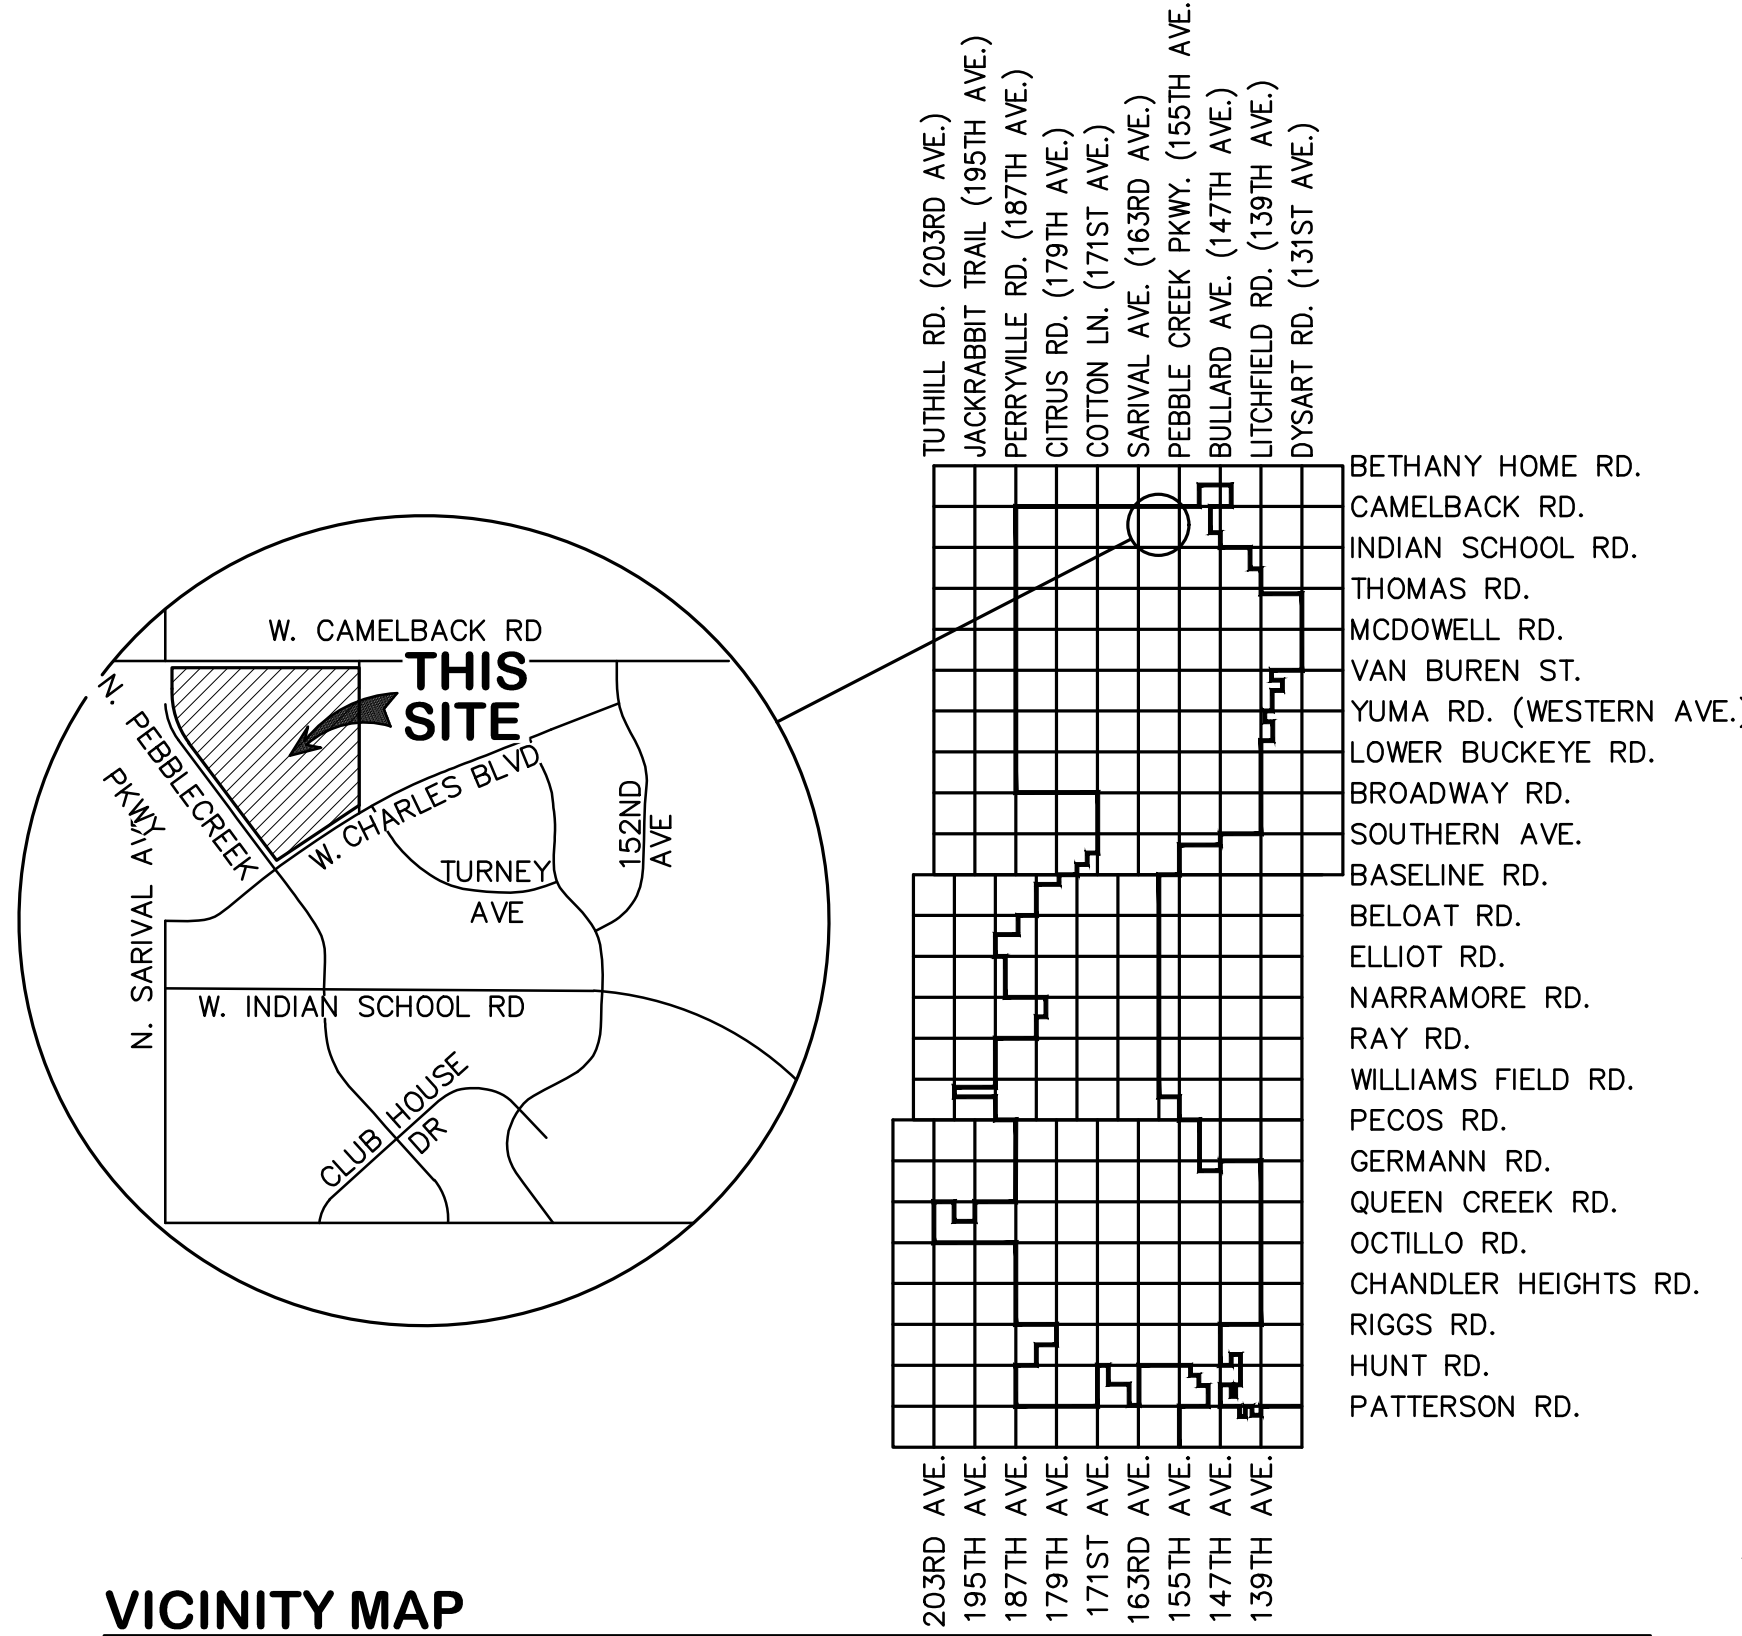 TUTHILL RD. (203RD AVE.)
JACKRABBIT TRAIL (195TH AVE.)
PERRYVILLE RD. (187TH AVE.)
CITRUS RD. (179TH AVE.)
COTTON LN. (171ST AVE.)
SARIVAL AVE. (163RD AVE.)
PEBBLE CREEK PKWY. (155TH AVE.
BULLARD AVE. (147TH AVE.)
LITCHFIELD RD. (139TH AVE.)
DYSART RD. (131ST AVE.)
BETHANY HOME RD.
CAMELBACK RD.
INDIAN SCHOOL RD.
THOMAS RD.
MCDOWELL RD.
VAN BUREN ST.
YUMA RD. (WESTERN AVE.)
LOWER BUCKEYE RD.
BROADWAY RD.
SOUTHERN AVE.
BASELINE RD.
BELOAT RD.
ELLIOT RD.
NARRAMORE RD.
RAY RD.
WILLIAMS FIELD RD.
PECOS RD.
GERMANN RD.
QUEEN CREEK RD.
OCTILLO RD.
CHANDLER HEIGHTS RD.
RIGGS RD.
HUNT RD.
PATTERSON RD.
203RD AVE.
195TH AVE.
187TH AVE.
179TH AVE.
171ST AVE.
163RD AVE.
155TH AVE.
147TH AVE.
139TH AVE.
W. CAMELBACK RD
THIS
SITE
N. PEBBLECREEK
PKWY
W. CHARLES BLVD
152ND
AVE
TURNEY
AVE
N. SARIVAL AVE
W. INDIAN SCHOOL RD
CLUB HOUSE
DR
VICINITY MAP